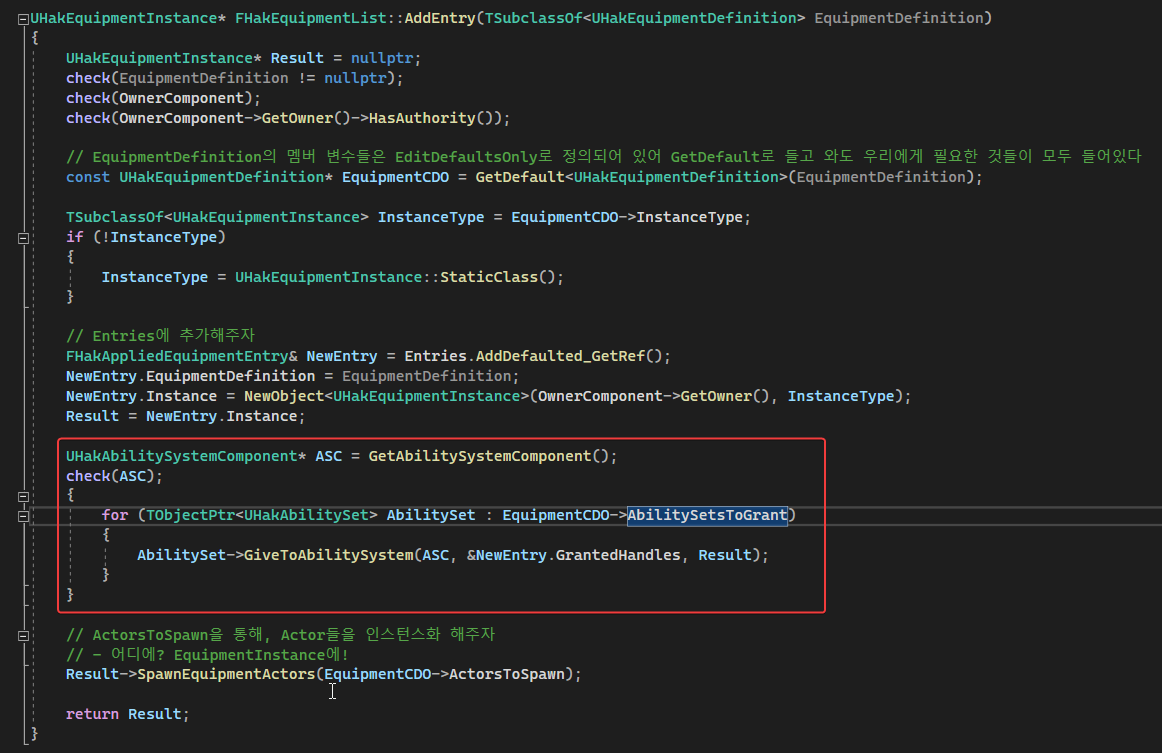 UHakEquipmentInstance* FHakEquipmentList::AddEntry(TSubclassOf<UHakEquipmentDefinition> EquipmentDefinition)
{
    UHakEquipmentInstance* Result = nullptr;
    check(EquipmentDefinition != nullptr);
    check(OwnerComponent);
    check(OwnerComponent->GetOwner()->HasAuthority());
    // EquipmentDefinition의 멤버 변수들은 EditDefaultsOnly로 정의되어 있어 GetDefault로 들고 와도 우리에게 필요한 것들이 모두 들어있다
    const UHakEquipmentDefinition* EquipmentCDO = GetDefault<UHakEquipmentDefinition>(EquipmentDefinition);
    TSubclassOf<UHakEquipmentInstance> InstanceType = EquipmentCDO->InstanceType;
    if (!InstanceType)
    {
        InstanceType = UHakEquipmentInstance::StaticClass();
    }
    // Entries에 추가해주자
    FHakAppliedEquipmentEntry& NewEntry = Entries.AddDefaulted_GetRef();
    NewEntry.EquipmentDefinition = EquipmentDefinition;
    NewEntry.Instance = NewObject<UHakEquipmentInstance>(OwnerComponent->GetOwner(), InstanceType);
    Result = NewEntry.Instance;
    UHakAbilitySystemComponent* ASC = GetAbilitySystemComponent();
    check(ASC);
    {
        for (TObjectPtr<UHakAbilitySet> AbilitySet : EquipmentCDO->AbilitySetsToGrant)
        {
            AbilitySet->GiveToAbilitySystem(ASC, &NewEntry.GrantedHandles, Result);
        }
    }
    // ActorsToSpawn을 통해, Actor들을 인스턴스화 해주자
    // - 어디에? EquipmentInstance에!
    Result->SpawnEquipmentActors(EquipmentCDO->ActorsToSpawn);
    return Result;
}